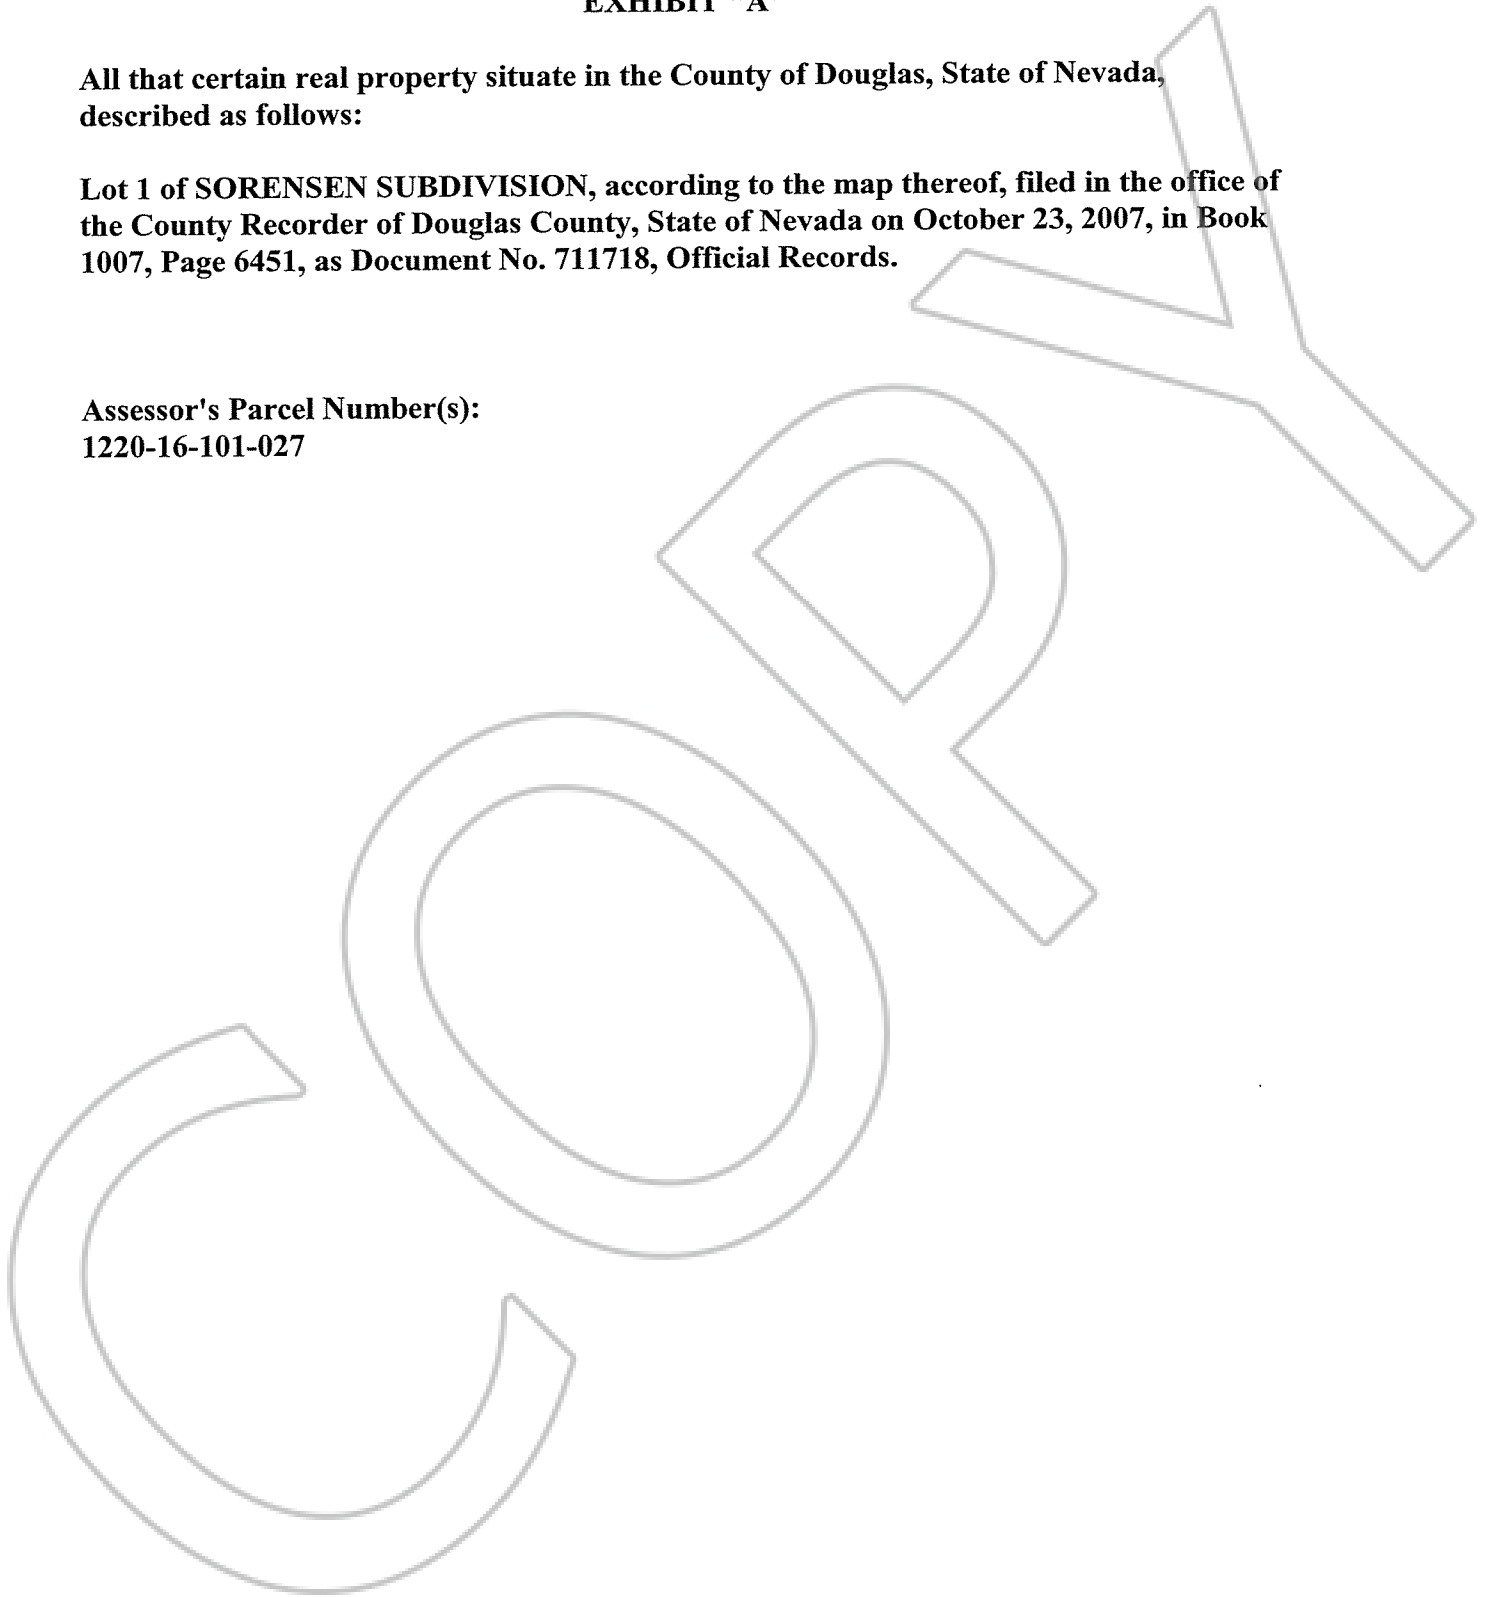 EXHIBIT "A"
All that certain real property situate in the County of Douglas, State of Nevada,
described as follows:
Lot 1 of SORENSEN SUBDIVISION, according to the map thereof, filed in the office of
the County Recorder of Douglas County, State of Nevada on October 23, 2007, in Book
1007, Page 6451, as Document No. 711718, Official Records.
Assessor's Parcel Number(s):
1220-16-101-027
COPY